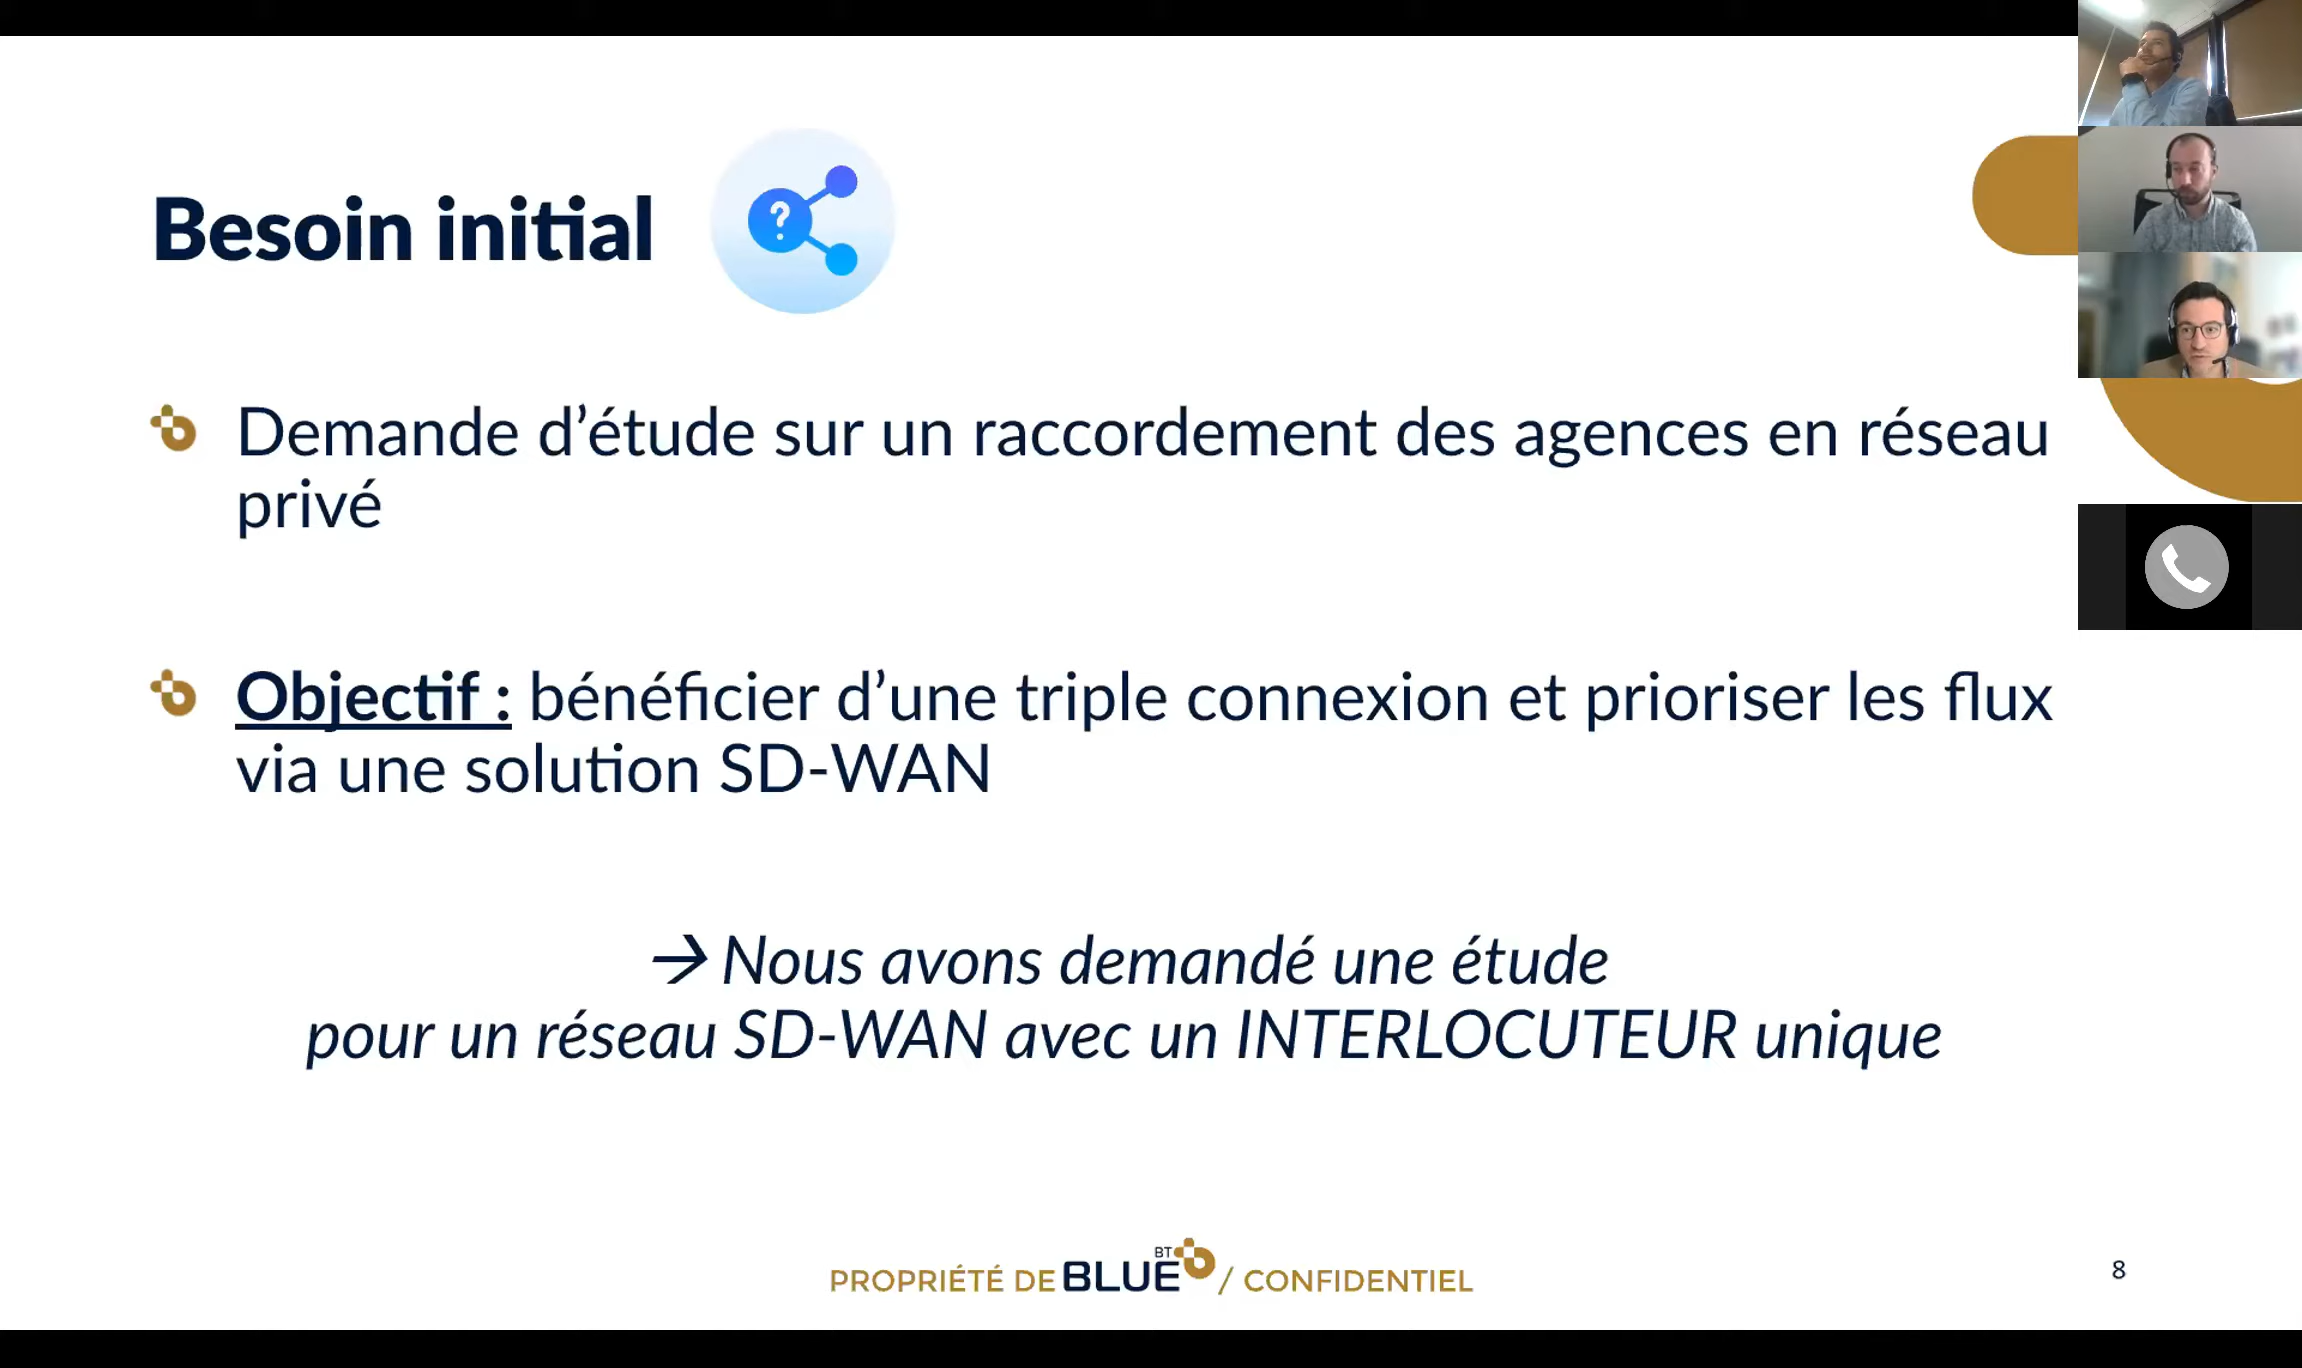 Besoin initial
?
Demande d’étude sur un raccordement des agences en réseau
privé
Objectif : bénéficier d’une triple connexion et prioriser les flux
via une solution SD-WAN
→ Nous avons demandé une étude
pour un réseau SD-WAN avec un INTERLOCUTEUR unique
PROPRIÉTÉ DE BLUE BT / CONFIDENTIEL
8